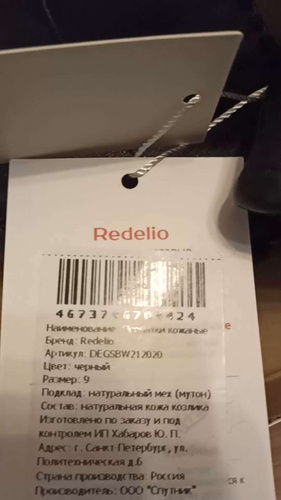 Redelio
Наименование: кожаные
Бренд: Redelio
Артикул: DEGSBW212020
Цвет: черный
Размер: 9
Подклад: натуральный мех (мутон)
Состав: натуральная кожа козлика
Изготовлено по заказу и под
контролем ИП Хабаров Ю. П.
Адрес: г. Санкт-Петербург, ул.
Политехническая д.6
Страна производства: Россия
Производитель: ООО "Спутник"